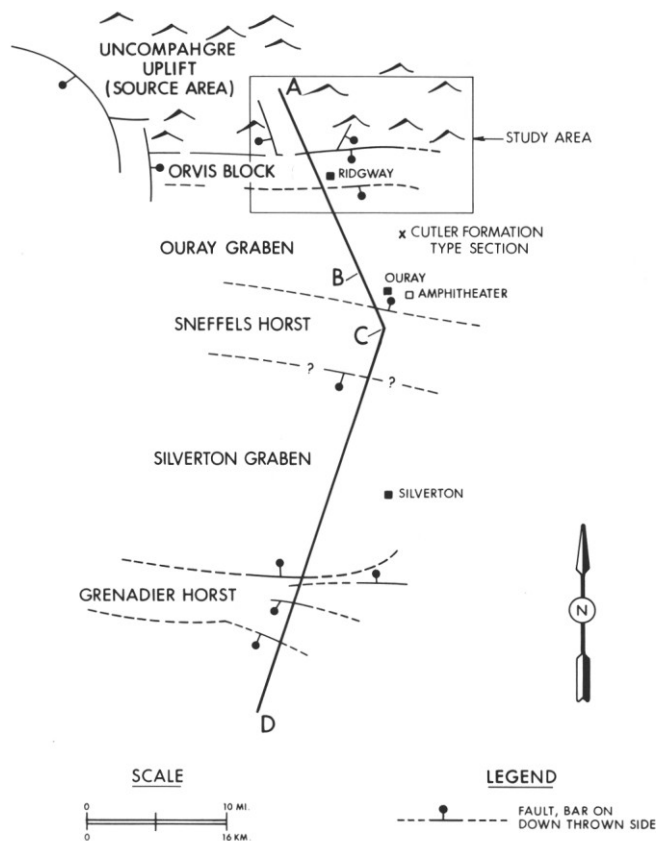 UNCOMPAHGRE
UPLIFT
(SOURCE AREA)
A
STUDY AREA
ORVIS BLOCK
RIDGWAY
x CUTLER FORMATION
TYPE SECTION
OURAY GRABEN
B
OURAY
AMPHITHEATER
SNEFFELS HORST
C
? ?
SILVERTON GRABEN
SILVERTON
GRENADIER HORST
N
D
SCALE
0 10 MI.
0 16 KM.
LEGEND
FAULT, BAR ON
DOWN THROWN SIDE